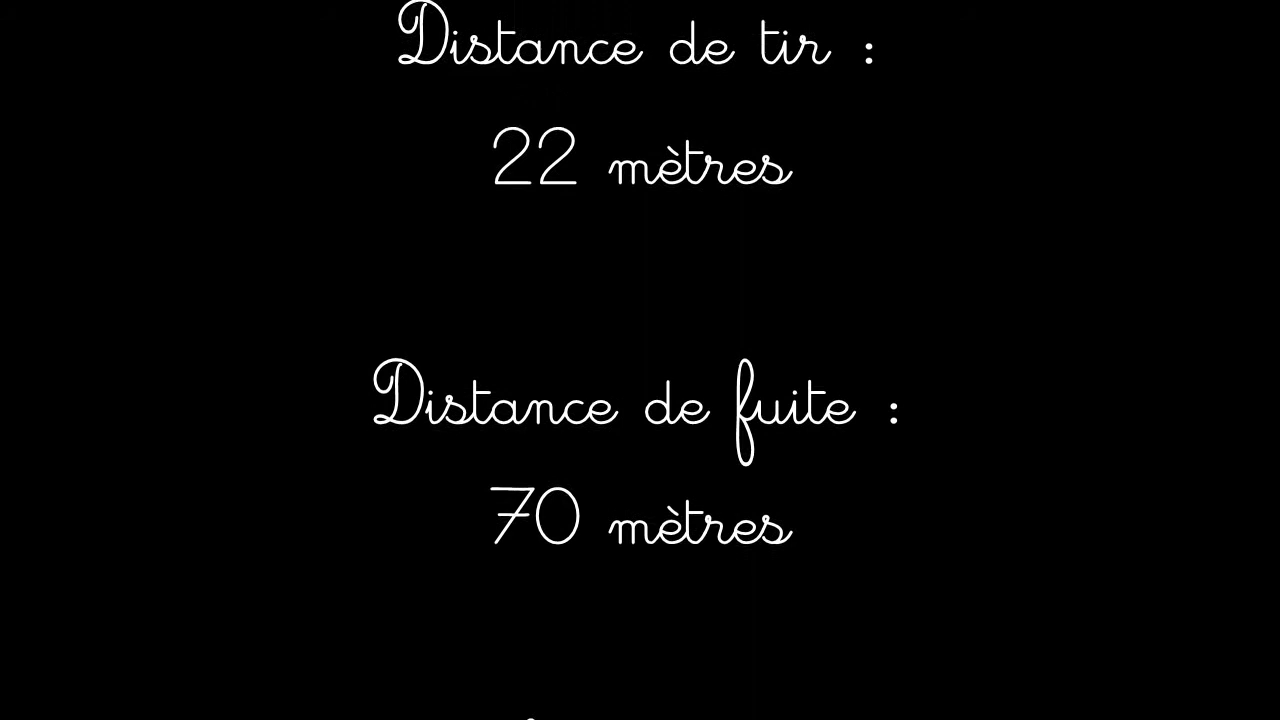 Distance de tir :
22 mètres
Distance de fuite :
70 mètres